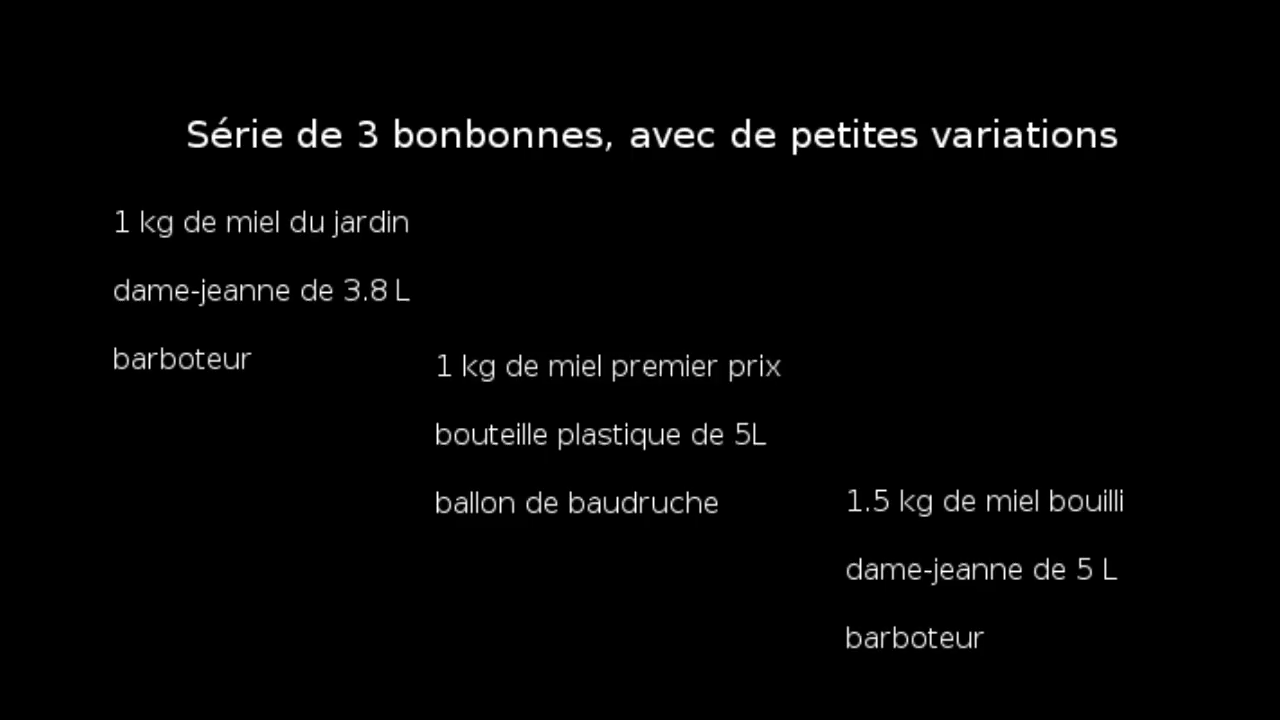 Série de 3 bonbonnes, avec de petites variations
1 kg de miel du jardin
dame-jeanne de 3.8 L
barboteur
1 kg de miel premier prix
bouteille plastique de 5L
ballon de baudruche
1.5 kg de miel bouilli
dame-jeanne de 5 L
barboteur